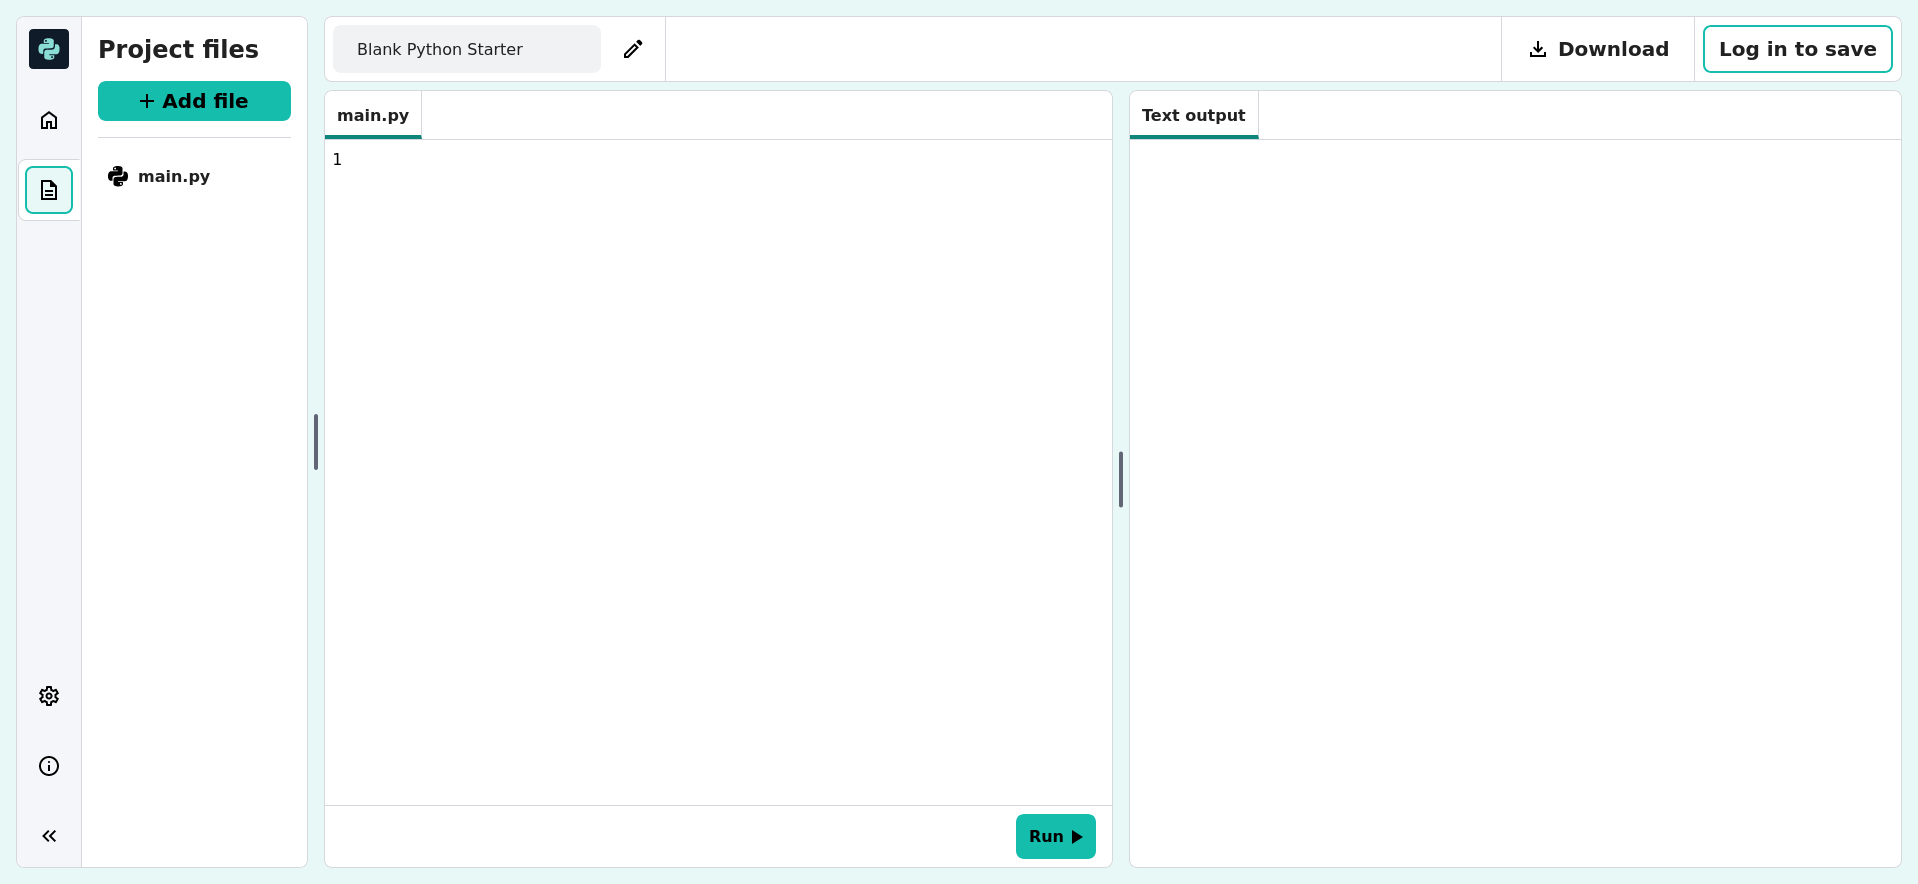 Project files
Add file
main.py
Blank Python Starter
Download
Log in to save
main.py
1
Run
Text output